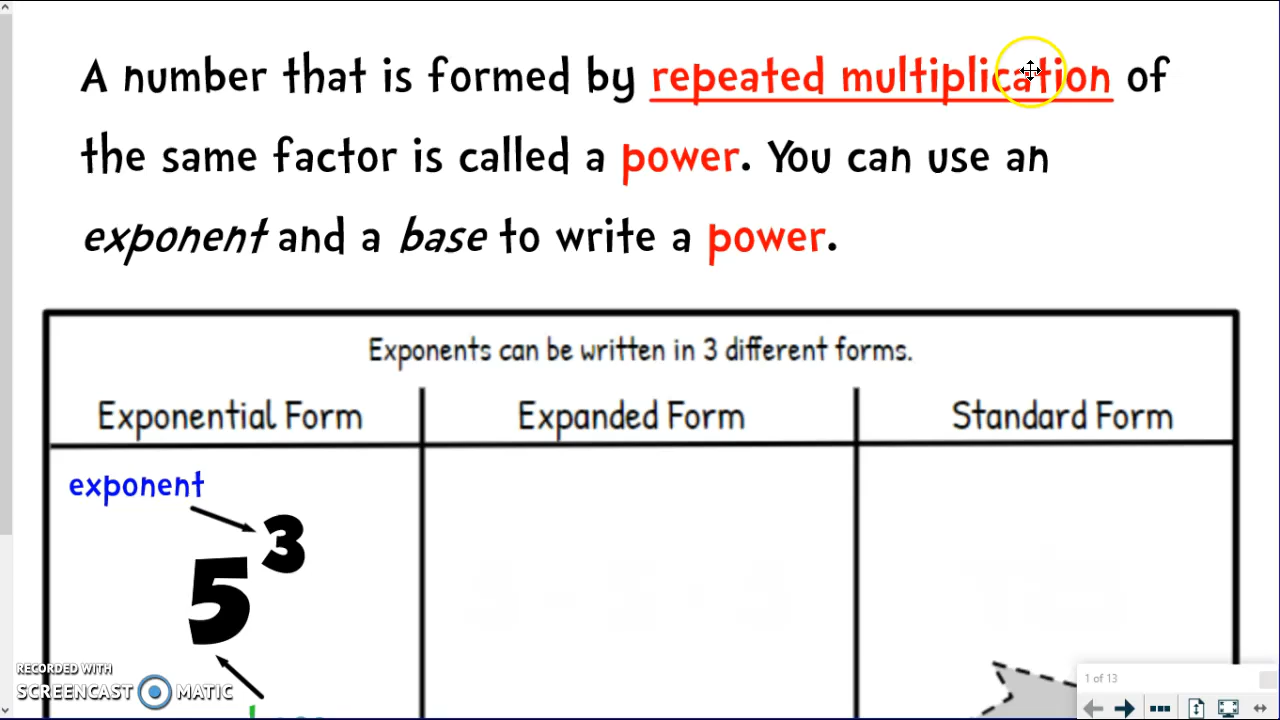 A number that is formed by repeated multiplication of
the same factor is called a power. You can use an
exponent and a base to write a power.
Exponents can be written in 3 different forms.
Exponential Form Expanded Form Standard Form
exponent
3
5
RECORDED WITH
SCREENCAST MATIC
1 of 13